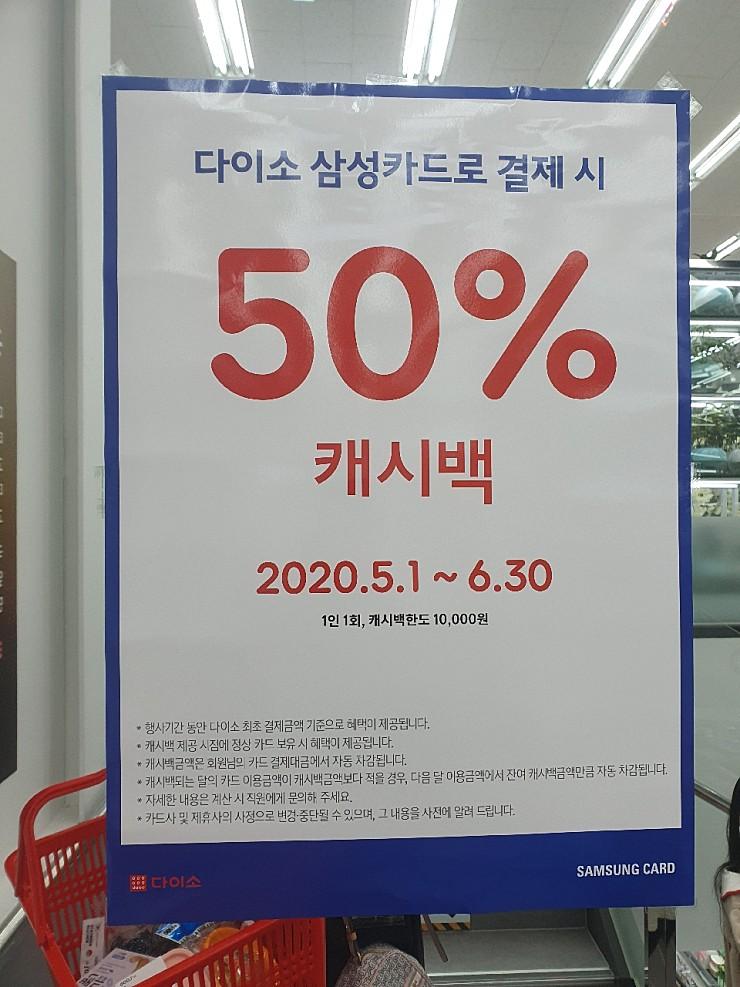 다이소 삼성카드로 결제 시
50%
캐시백
2020.5.1 ~ 6.30
1인 1회, 캐시백한도 10,000원
* 행사기간 동안 다이소 최초 결제금액 기준으로 혜택이 제공됩니다.
* 캐시백 제공 시점에 정상 카드 보유 시 혜택이 제공됩니다.
* 캐시백금액은 회원님의 카드 결제대금에서 자동 차감됩니다.
* 캐시백되는 달의 카드 이용금액이 캐시백금액보다 적을 경우, 다음 달 이용금액에서 잔여 캐시백금액만큼 자동 차감됩니다.
* 자세한 내용은 계산 시 직원에게 문의해 주세요.
* 카드사 및 제휴사의 사정으로 변경·중단될 수 있으며, 그 내용을 사전에 알려 드립니다.
다이소
SAMSUNG CARD